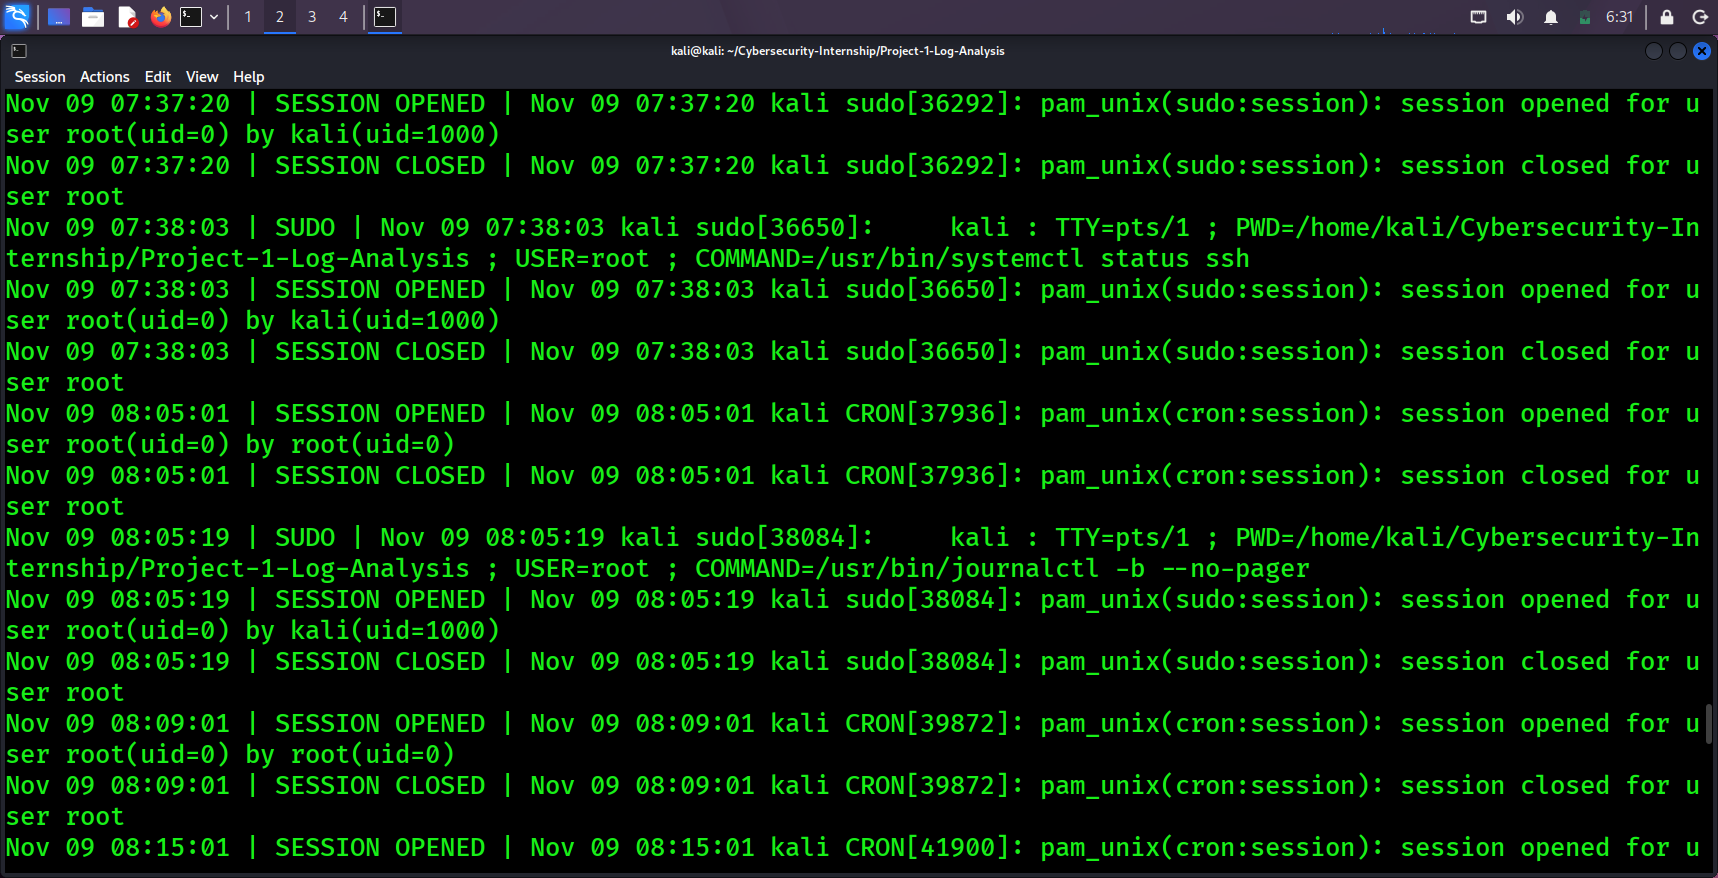 1 2 3 4 6:31
kali@kali: ~/Cybersecurity-Internship/Project-1-Log-Analysis
Session Actions Edit View Help
Nov 09 07:37:20 | SESSION OPENED | Nov 09 07:37:20 kali sudo[36292]: pam_unix(sudo:session): session opened for u
ser root(uid=0) by kali(uid=1000)
Nov 09 07:37:20 | SESSION CLOSED | Nov 09 07:37:20 kali sudo[36292]: pam_unix(sudo:session): session closed for u
ser root
Nov 09 07:38:03 | SUDO | Nov 09 07:38:03 kali sudo[36650]:     kali : TTY=pts/1 ; PWD=/home/kali/Cybersecurity-In
ternship/Project-1-Log-Analysis ; USER=root ; COMMAND=/usr/bin/systemctl status ssh
Nov 09 07:38:03 | SESSION OPENED | Nov 09 07:38:03 kali sudo[36650]: pam_unix(sudo:session): session opened for u
ser root(uid=0) by kali(uid=1000)
Nov 09 07:38:03 | SESSION CLOSED | Nov 09 07:38:03 kali sudo[36650]: pam_unix(sudo:session): session closed for u
ser root
Nov 09 08:05:01 | SESSION OPENED | Nov 09 08:05:01 kali CRON[37936]: pam_unix(cron:session): session opened for u
ser root(uid=0) by root(uid=0)
Nov 09 08:05:01 | SESSION CLOSED | Nov 09 08:05:01 kali CRON[37936]: pam_unix(cron:session): session closed for u
ser root
Nov 09 08:05:19 | SUDO | Nov 09 08:05:19 kali sudo[38084]:     kali : TTY=pts/1 ; PWD=/home/kali/Cybersecurity-In
ternship/Project-1-Log-Analysis ; USER=root ; COMMAND=/usr/bin/journalctl -b --no-pager
Nov 09 08:05:19 | SESSION OPENED | Nov 09 08:05:19 kali sudo[38084]: pam_unix(sudo:session): session opened for u
ser root(uid=0) by kali(uid=1000)
Nov 09 08:05:19 | SESSION CLOSED | Nov 09 08:05:19 kali sudo[38084]: pam_unix(sudo:session): session closed for u
ser root
Nov 09 08:09:01 | SESSION OPENED | Nov 09 08:09:01 kali CRON[39872]: pam_unix(cron:session): session opened for u
ser root(uid=0) by root(uid=0)
Nov 09 08:09:01 | SESSION CLOSED | Nov 09 08:09:01 kali CRON[39872]: pam_unix(cron:session): session closed for u
ser root
Nov 09 08:15:01 | SESSION OPENED | Nov 09 08:15:01 kali CRON[41900]: pam_unix(cron:session): session opened for u